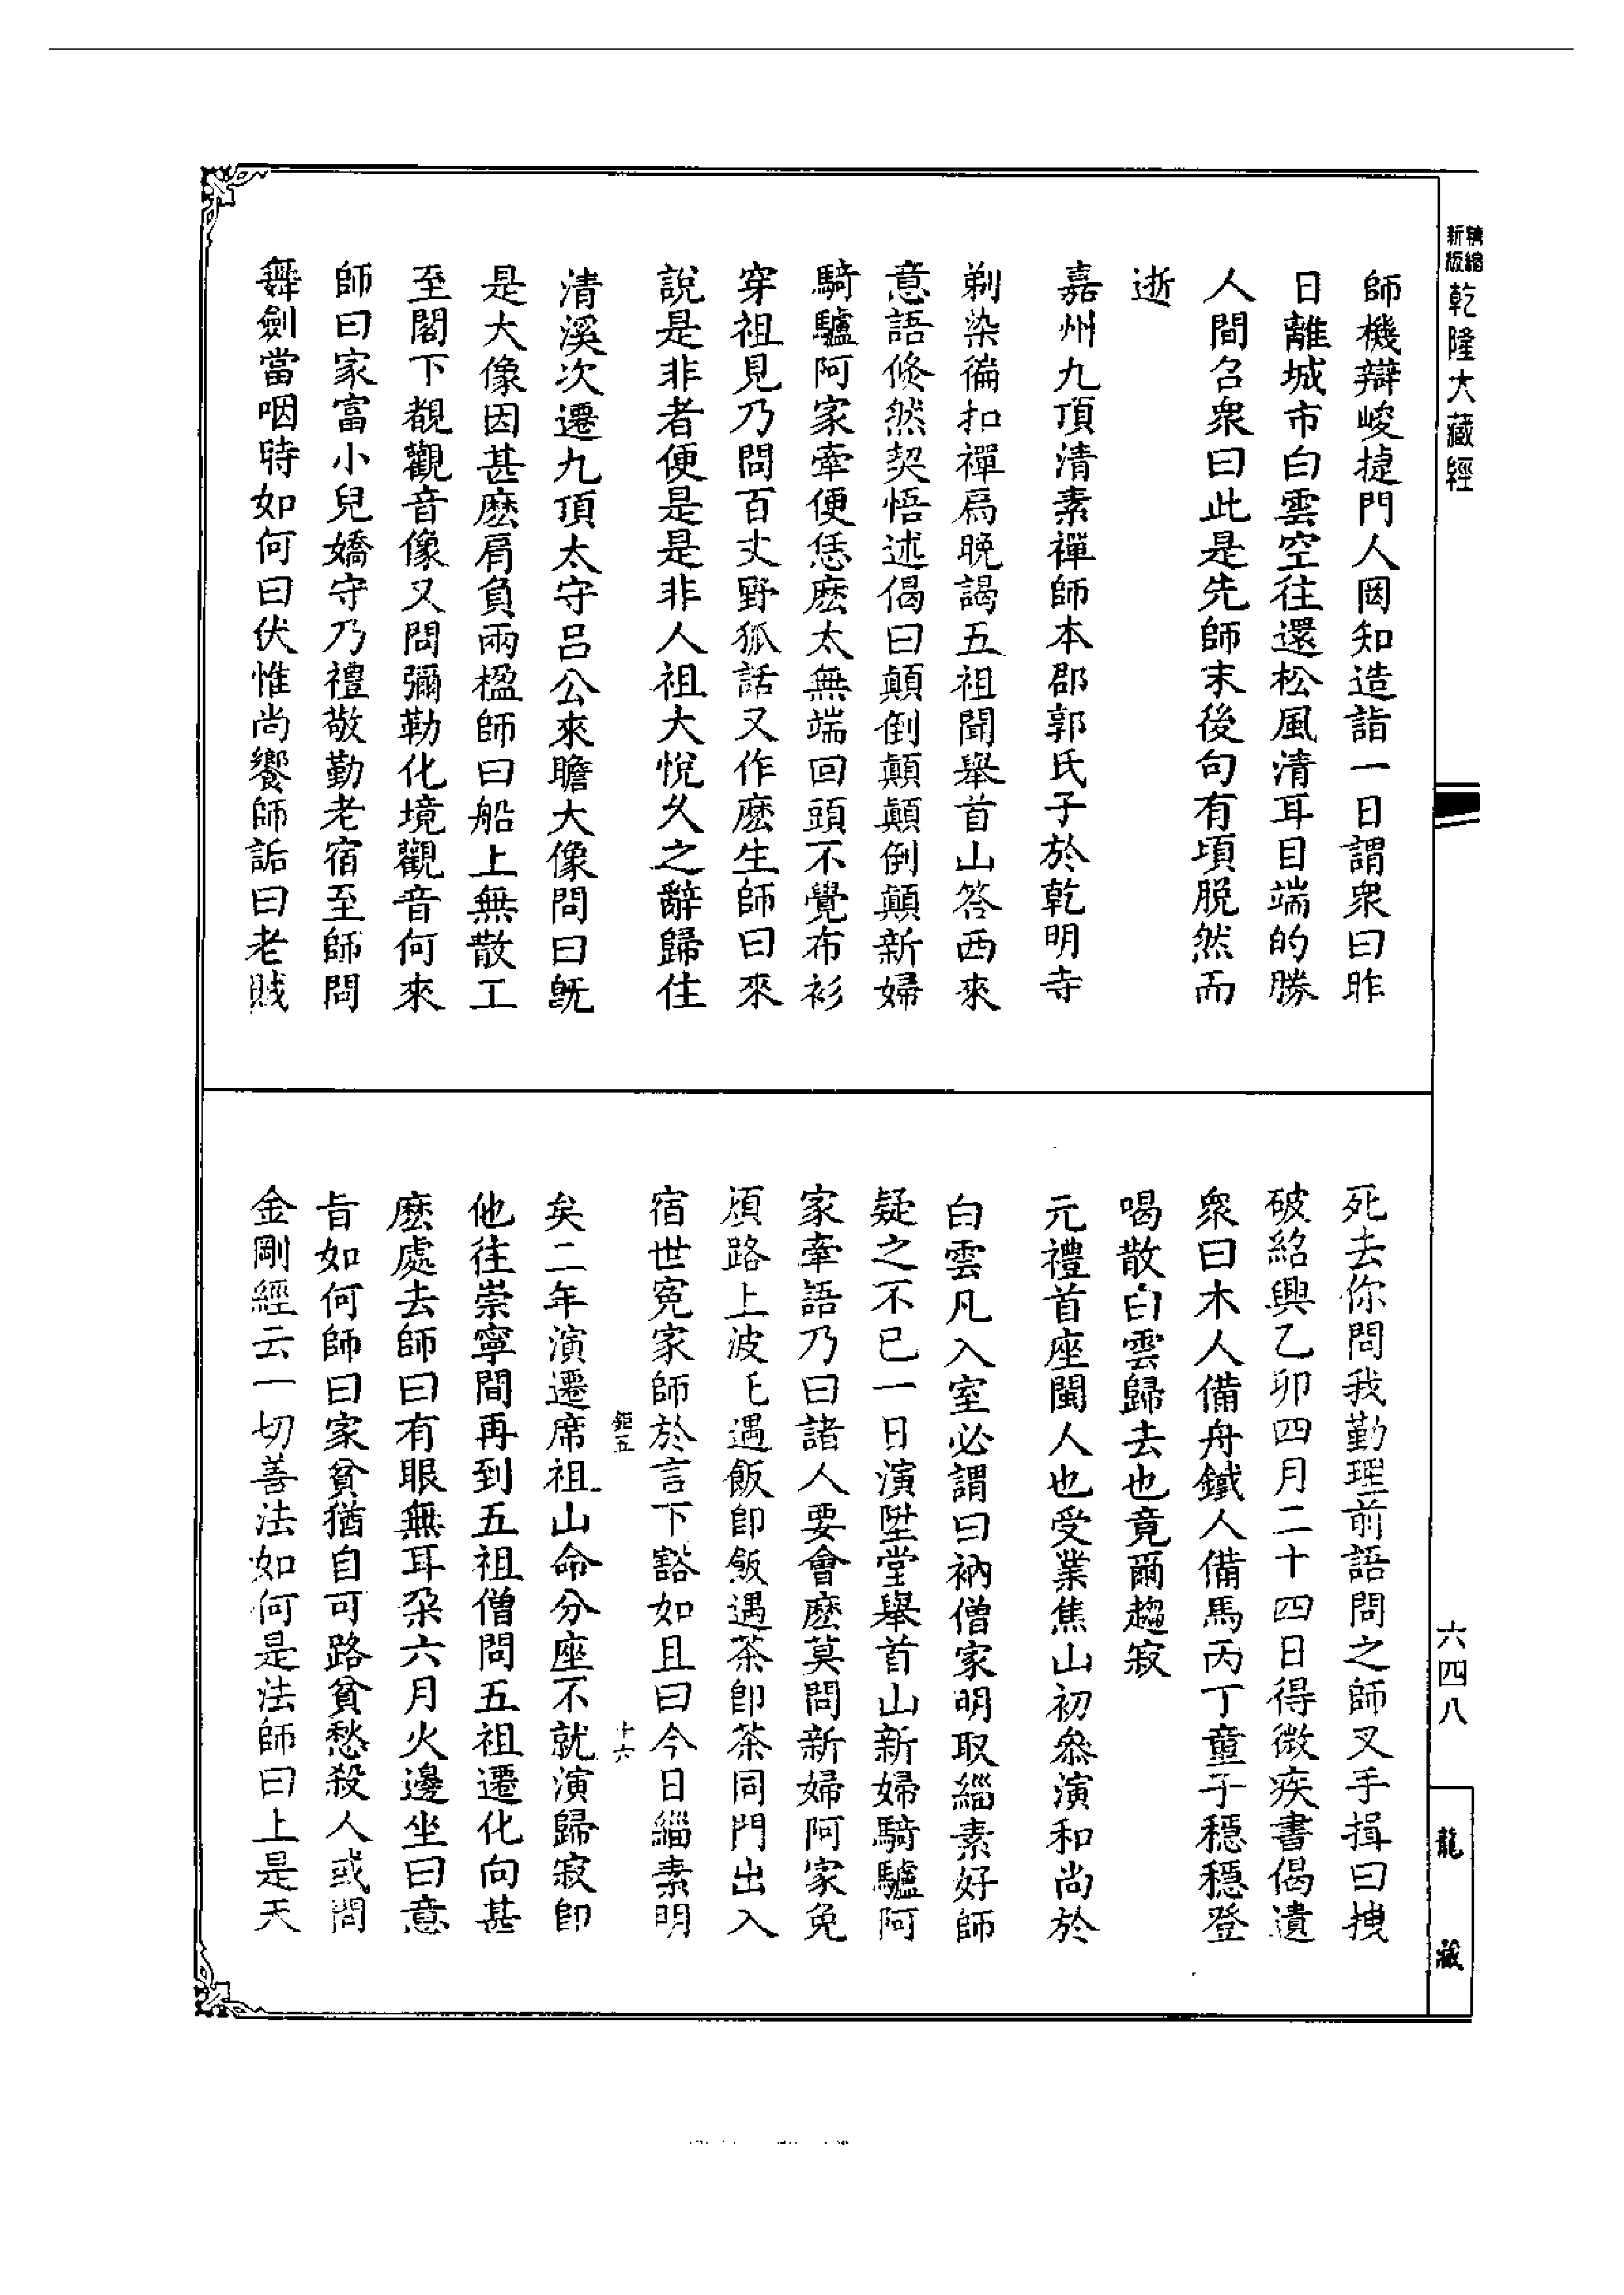 精縮
新版
乾隆大藏經
師機辯峻捷門人罔知造詣一日謂衆曰昨
日離城市白雲空往還松風清耳目端的勝
人間召衆曰此是先師末後句有頃脫然而
逝
嘉州九頂清素禪師本郡郭氏子於乾明寺
剃染徧扣禪扃晚謁五祖聞舉首山答西來
意語倐然契悟述偈曰顛倒顛顛倒顛新婦
騎驢阿家牽便恁麽太無端回頭不覺布衫
穿祖見乃問百丈野狐話又作麽生師曰來
說是非者便是是非人祖大悅久之辭歸住
清溪次遷九頂太守呂公來瞻大像問曰旣
是大像因甚麽肩負兩楹師曰船上無散工
至閣下覩觀音像又問彌勒化境觀音何來
師曰家富小兒嬌守乃禮敬勤老宿至師問
舞劍當咽時如何曰伏惟尚饗師詬曰老賊
死去你問我勤理前語問之師叉手揖曰拽
破紹興乙卯四月二十四日得微疾書偈遺
衆曰木人備舟鐵人備馬丙丁童子穩穩登
喝散白雲歸去也竟爾趨寂
元禮首座閩人也受業焦山初叅演和尚於
白雲凡入室必謂曰衲僧家明取緇素好師
疑之不已一日演陞堂舉首山新婦騎驢阿
家牽語乃曰諸人要會麽莫問新婦阿家免
煩路上波吒遇飯卽飯遇茶卽茶同門出入
宿世寃家師於言下豁如且曰今日緇素明
鉅五
十六
矣二年演遷席祖山命分座不就演歸寂卽
他往崇寧間再到五祖僧問五祖遷化向甚
麽處去師曰有眼無耳朶六月火邊坐曰意
旨如何師曰家貧猶自可路貧愁殺人或問
金剛經云一切善法如何是法師曰上是天
六四八
龍藏